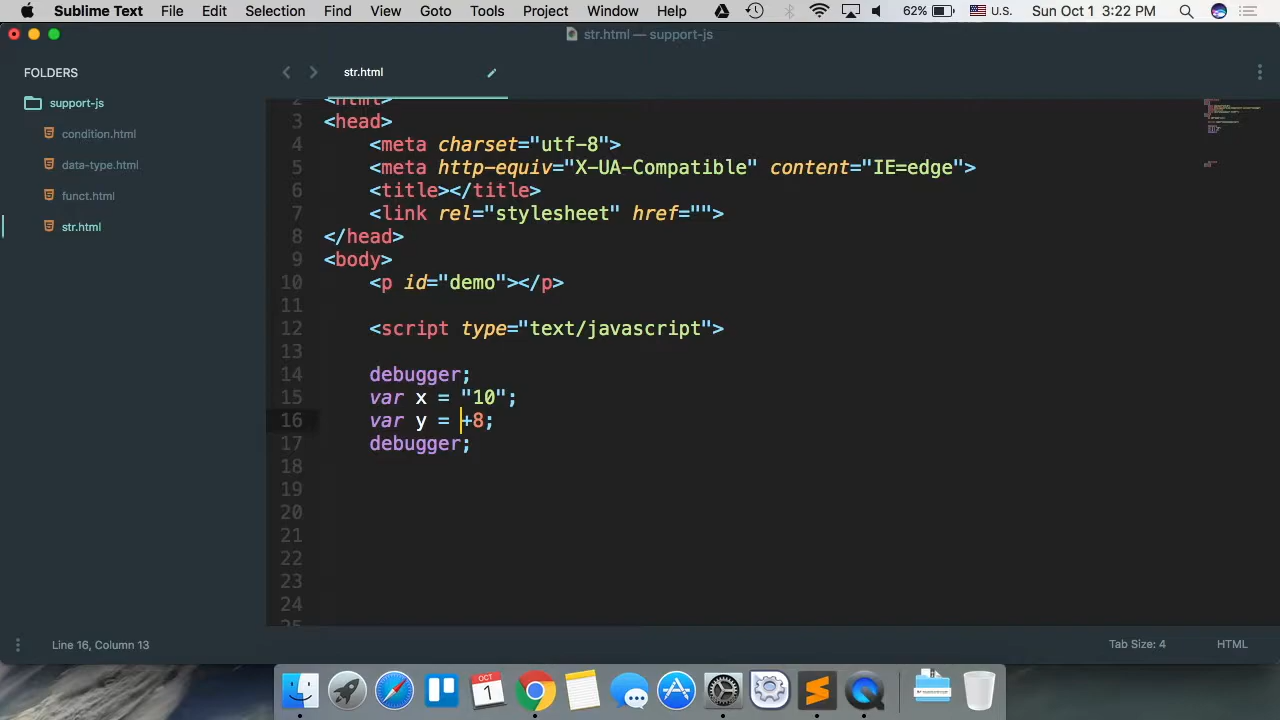 Sublime Text File Edit Selection Find View Goto Tools Project Window Help 62% U.S. Sun Oct 1 3:22 PM
str.html — support-js
FOLDERS
support-js
condition.html
data-type.html
funct.html
str.html
str.html
2 <html>
3 <head>
4 <meta charset="utf-8">
5 <meta http-equiv="X-UA-Compatible" content="IE=edge">
6 <title></title>
7 <link rel="stylesheet" href="">
8 </head>
9 <body>
10 <p id="demo"></p>
11
12 <script type="text/javascript">
13
14 debugger;
15 var x = "10";
16 var y = +8;
17 debugger;
18
19
20
21
22
23
24
25
Line 16, Column 13 Tab Size: 4 HTML
OCT
1